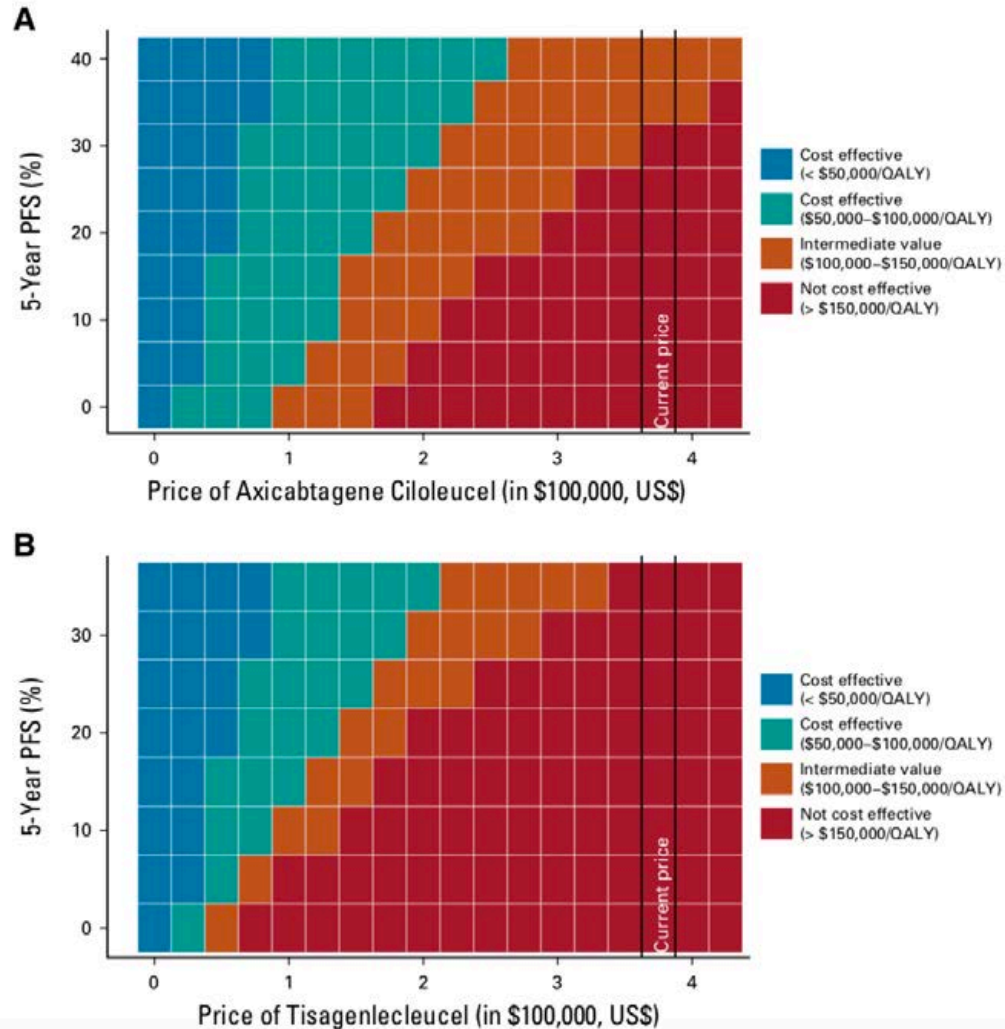 A
40
30
20
10
0
5-Year PFS (%)
0 1 2 3 4
Price of Axicabtagene Ciloleucel (in $100,000, US$)
Current price
Cost effective
(< $50,000/QALY)
Cost effective
($50,000–$100,000/QALY)
Intermediate value
($100,000–$150,000/QALY)
Not cost effective
(> $150,000/QALY)
B
30
20
10
0
5-Year PFS (%)
0 1 2 3 4
Price of Tisagenlecleucel (in $100,000, US$)
Current price
Cost effective
(< $50,000/QALY)
Cost effective
($50,000–$100,000/QALY)
Intermediate value
($100,000–$150,000/QALY)
Not cost effective
(> $150,000/QALY)